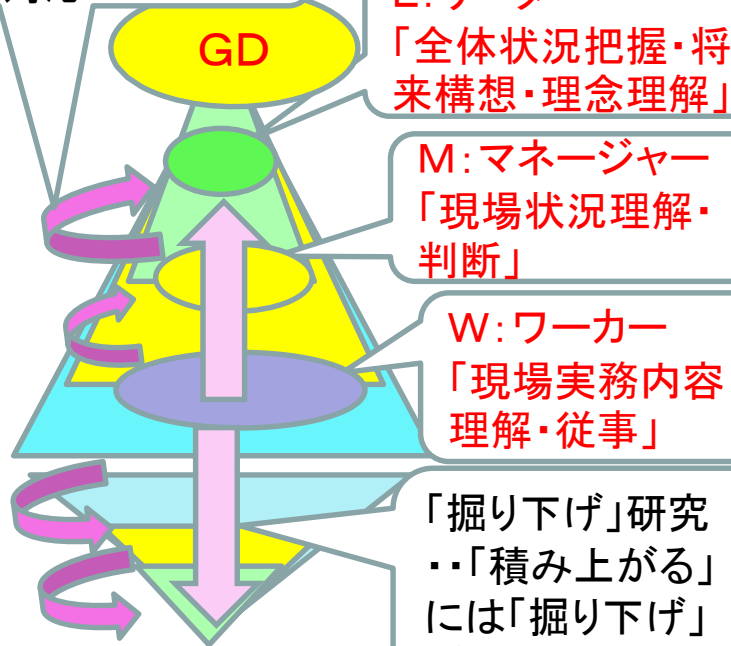 GD
「全体状況把握・将
来構想・理念理解」
M:マネージャー
「現場状況理解・
判断」
W:ワーカー
「現場実務内容
理解・従事」
「掘り下げ」研究
・・「積み上がる」
には「掘り下げ」